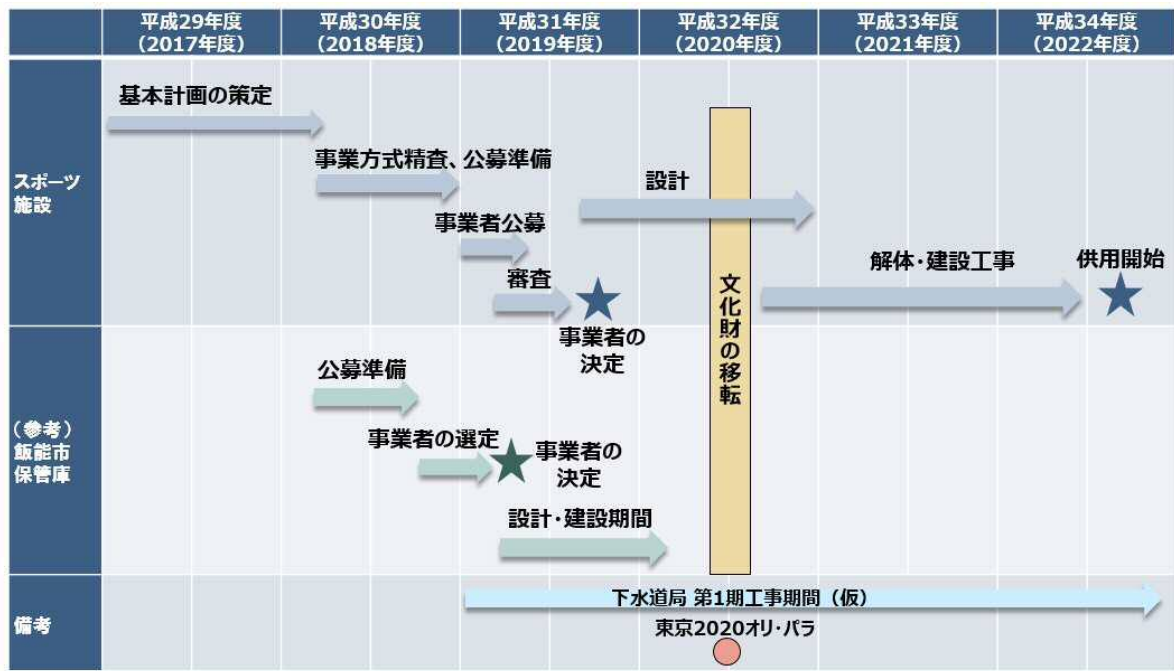 平成29年度
(2017年度)
平成30年度
(2018年度)
平成31年度
(2019年度)
平成32年度
(2020年度)
平成33年度
(2021年度)
平成34年度
(2022年度)
スポーツ
施設
基本計画の策定
事業方式精査、公募準備
設計
事業者公募
審査
事業者の
決定
解体・建設工事
供用開始
文化財の移転
(参考)
飯能市
保管庫
公募準備
事業者の選定
事業者の
決定
設計・建設期間
備考
下水道局 第1期工事期間(仮)
東京2020オリ・パラ